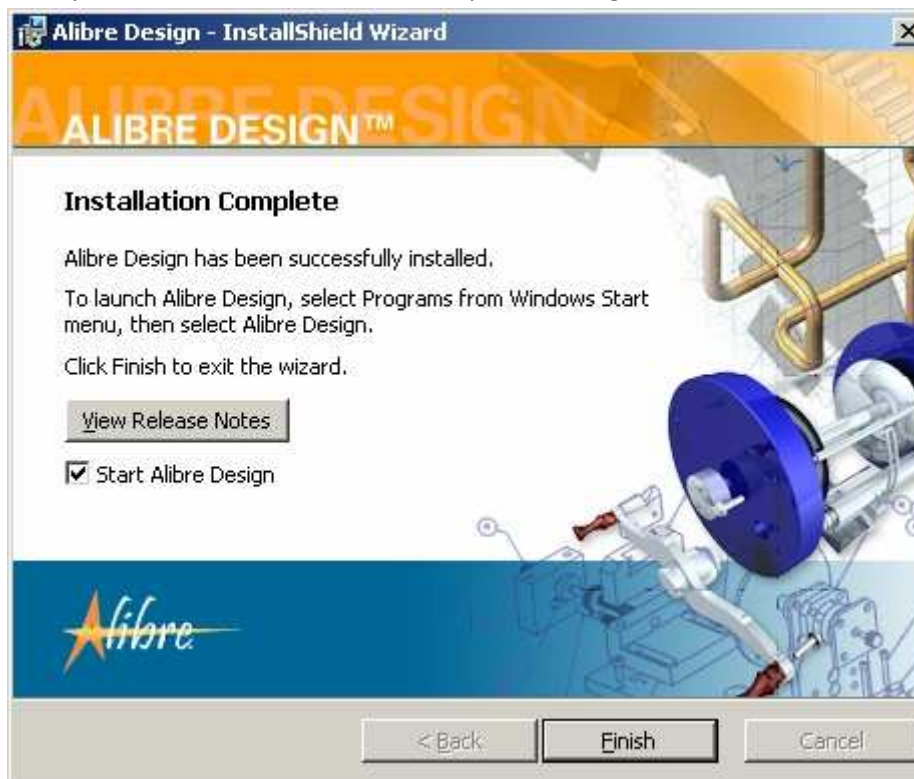 Alibre Design - InstallShield Wizard
ALIBRE DESIGN
ALIBRE DESIGN™
Installation Complete
Alibre Design has been successfully installed.
To launch Alibre Design, select Programs from Windows Start
menu, then select Alibre Design.
Click Finish to exit the wizard.
View Release Notes
Start Alibre Design
Alibre
< Back Finish Cancel